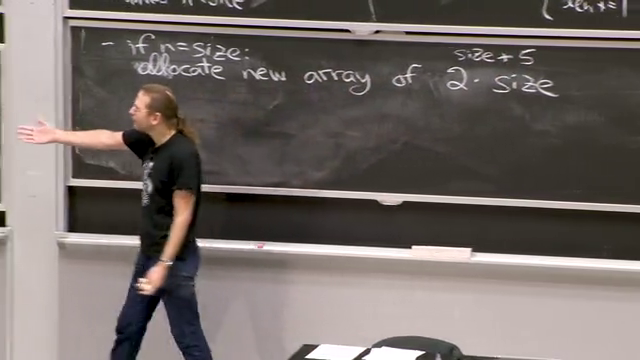 - if n=size:
size + 5
allocate new array of 2 · size